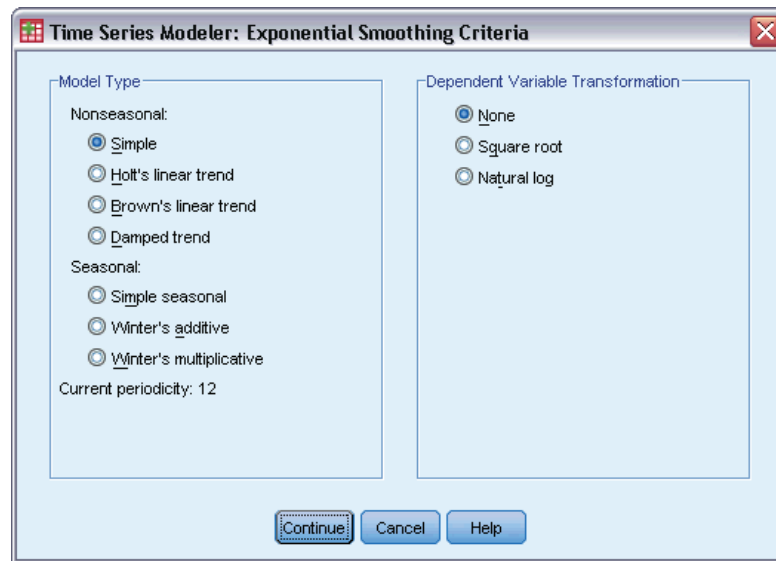 Time Series Modeler: Exponential Smoothing Criteria
Model Type
Nonseasonal:
Simple
Holt's linear trend
Brown's linear trend
Damped trend
Seasonal:
Simple seasonal
Winter's additive
Winter's multiplicative
Current periodicity: 12
Dependent Variable Transformation
None
Square root
Natural log
Continue
Cancel
Help